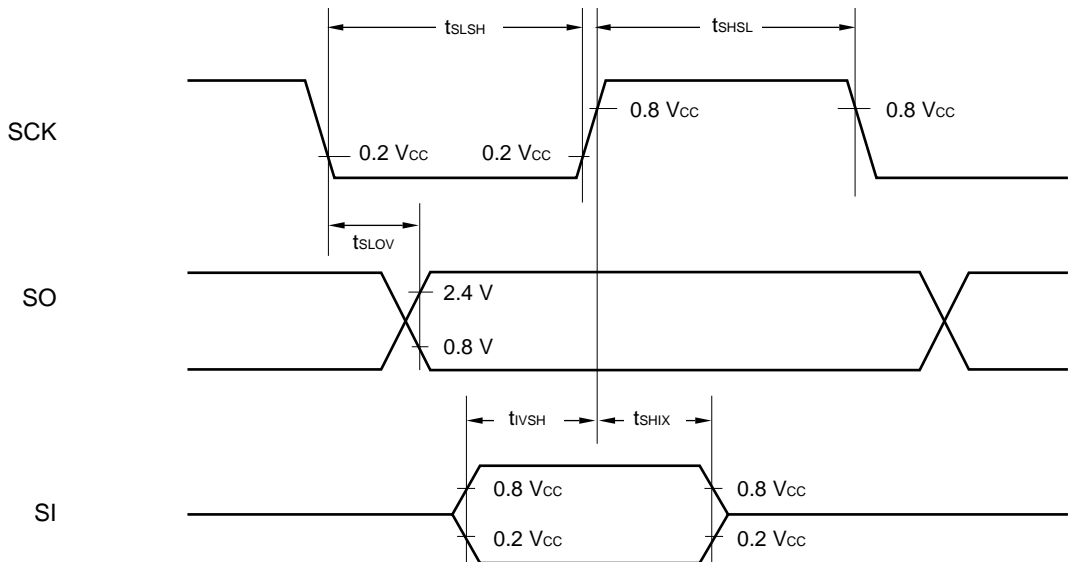 tSLSH tSHSL
SCK 0.8 VCC 0.8 VCC
0.2 VCC 0.2 VCC
tSLOV
SO 2.4 V
0.8 V
tIVSH tSHIX
0.8 VCC 0.8 VCC
SI 0.2 VCC 0.2 VCC